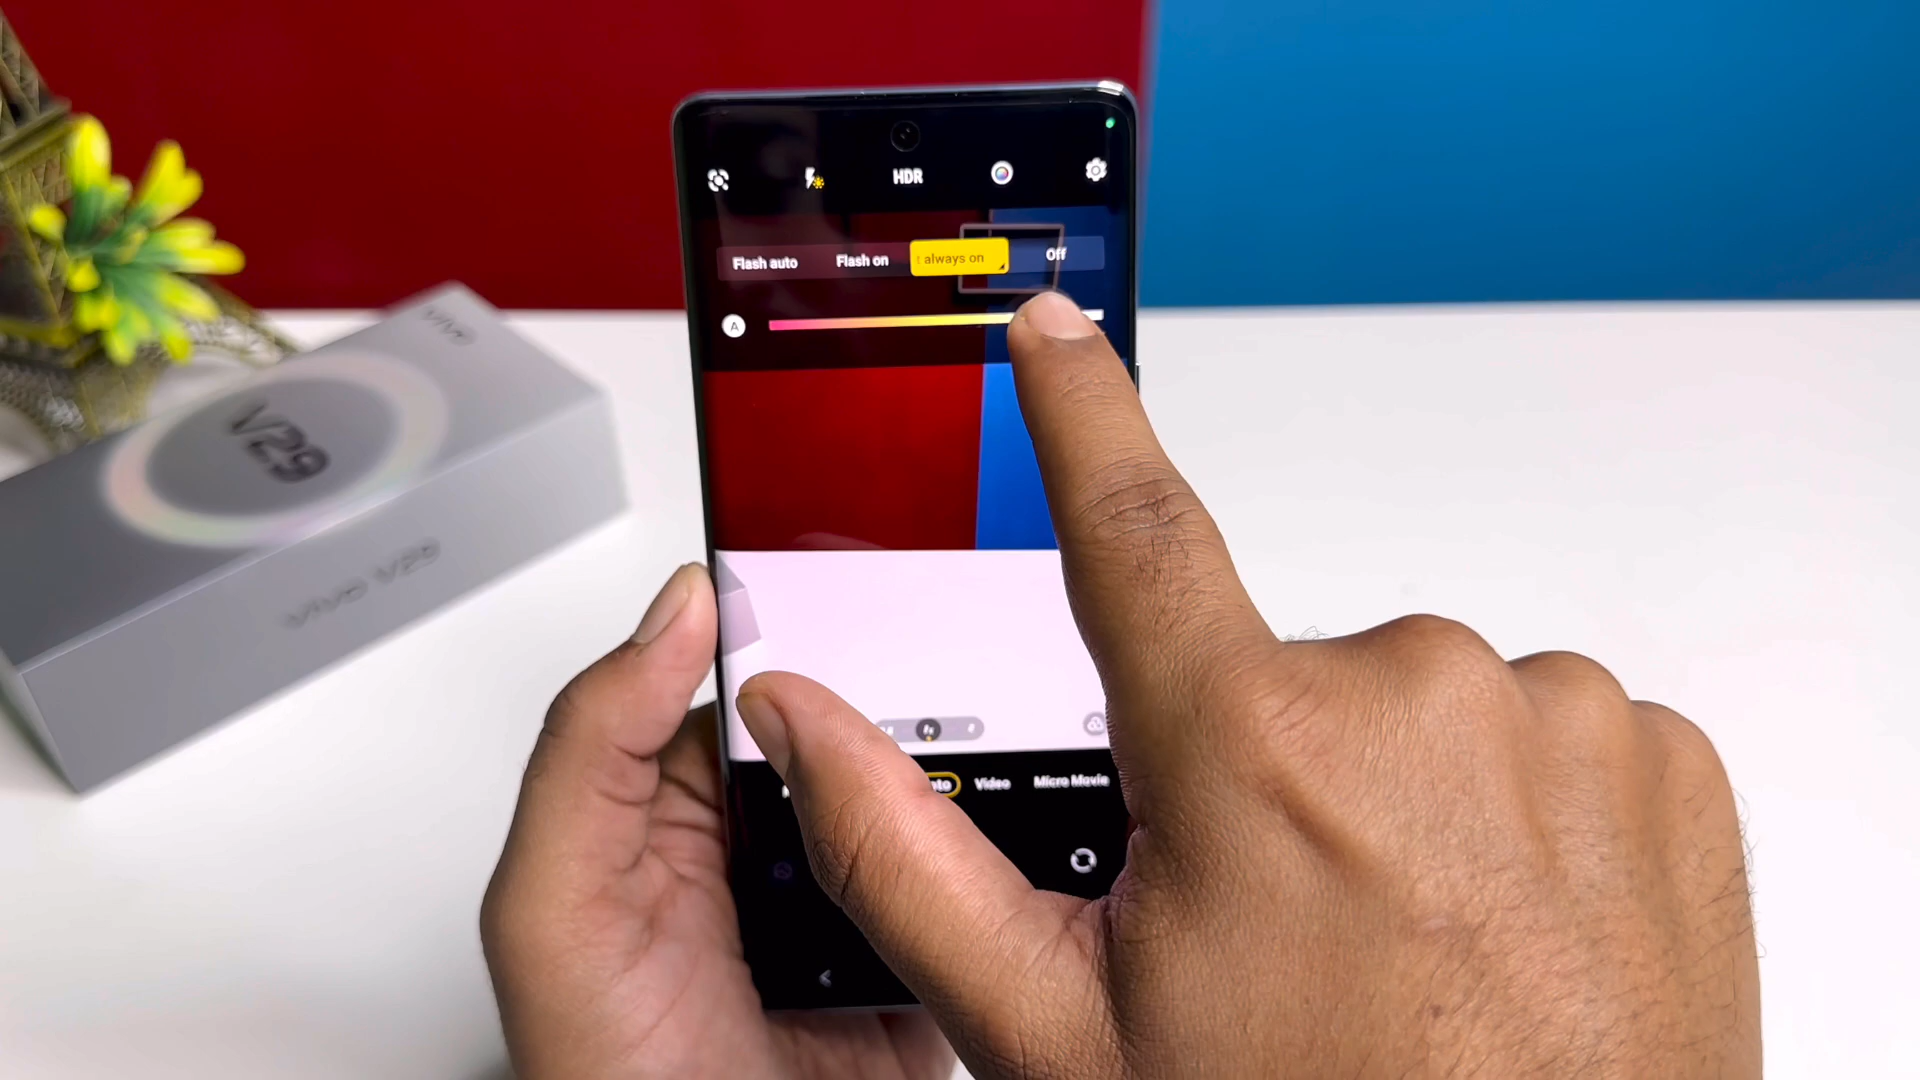 HDR
Flash auto
Flash on
always on
Off
A
vivo
V29
vivo V29
Video
Micro Movie